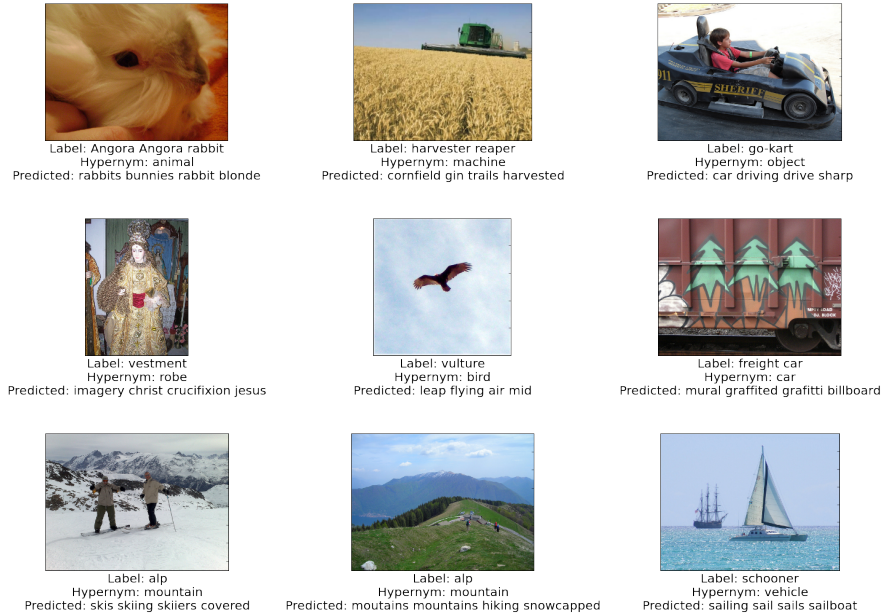 911
SHERIFF
Label: Angora Angora rabbit
Hypernym: animal
Predicted: rabbits bunnies rabbit blonde
Label: harvester reaper
Hypernym: machine
Predicted: cornfield gin trails harvested
Label: go-kart
Hypernym: object
Predicted: car driving drive sharp
Label: vestment
Hypernym: robe
Predicted: imagery christ crucifixion jesus
Label: vulture
Hypernym: bird
Predicted: leap flying air mid
Label: freight car
Hypernym: car
Predicted: mural graffited grafitti billboard
Label: alp
Hypernym: mountain
Predicted: skis skiing skiiers covered
Label: alp
Hypernym: mountain
Predicted: moutains mountains hiking snowcapped
Label: schooner
Hypernym: vehicle
Predicted: sailing sail sails sailboat